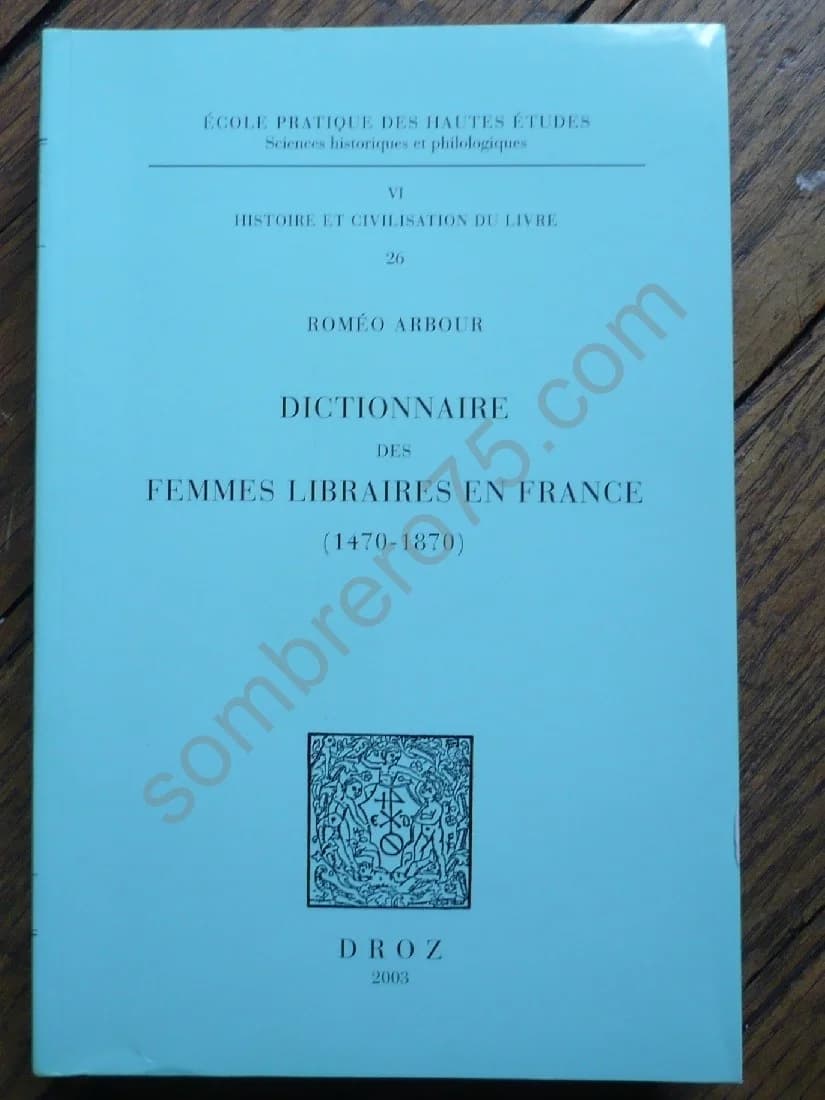 ÉCOLE PRATIQUE DES HAUTES ÉTUDES
Sciences historiques et philologiques
VI
HISTOIRE ET CIVILISATION DU LIVRE
26
ROMÉO ARBOUR
DICTIONNAIRE
DES
FEMMES LIBRAIRES EN FRANCE
(1470-1870)
sombrero75.com
DROZ
2003